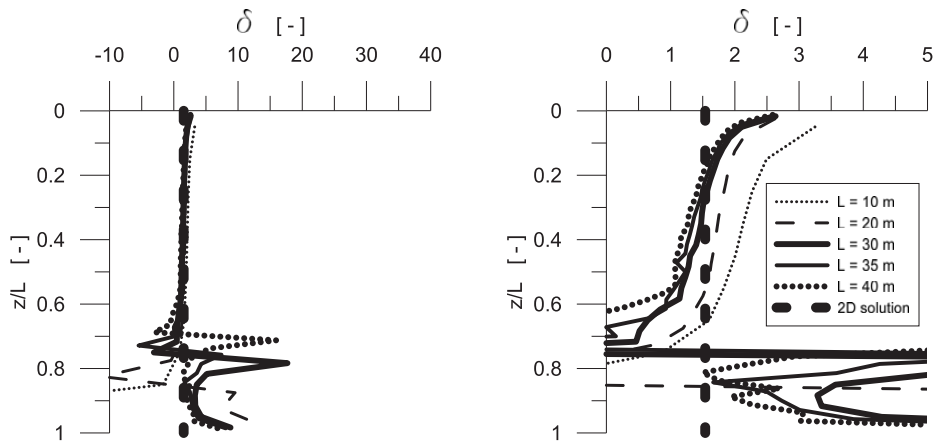 δ [ - ]
-10 0 10 20 30 40
0
0.2
0.4
0.6
0.8
1
z/L [ - ]
δ [ - ]
0 1 2 3 4 5
0
0.2
0.4
0.6
0.8
1
z/L [ - ]
L = 10 m
L = 20 m
L = 30 m
L = 35 m
L = 40 m
2D solution